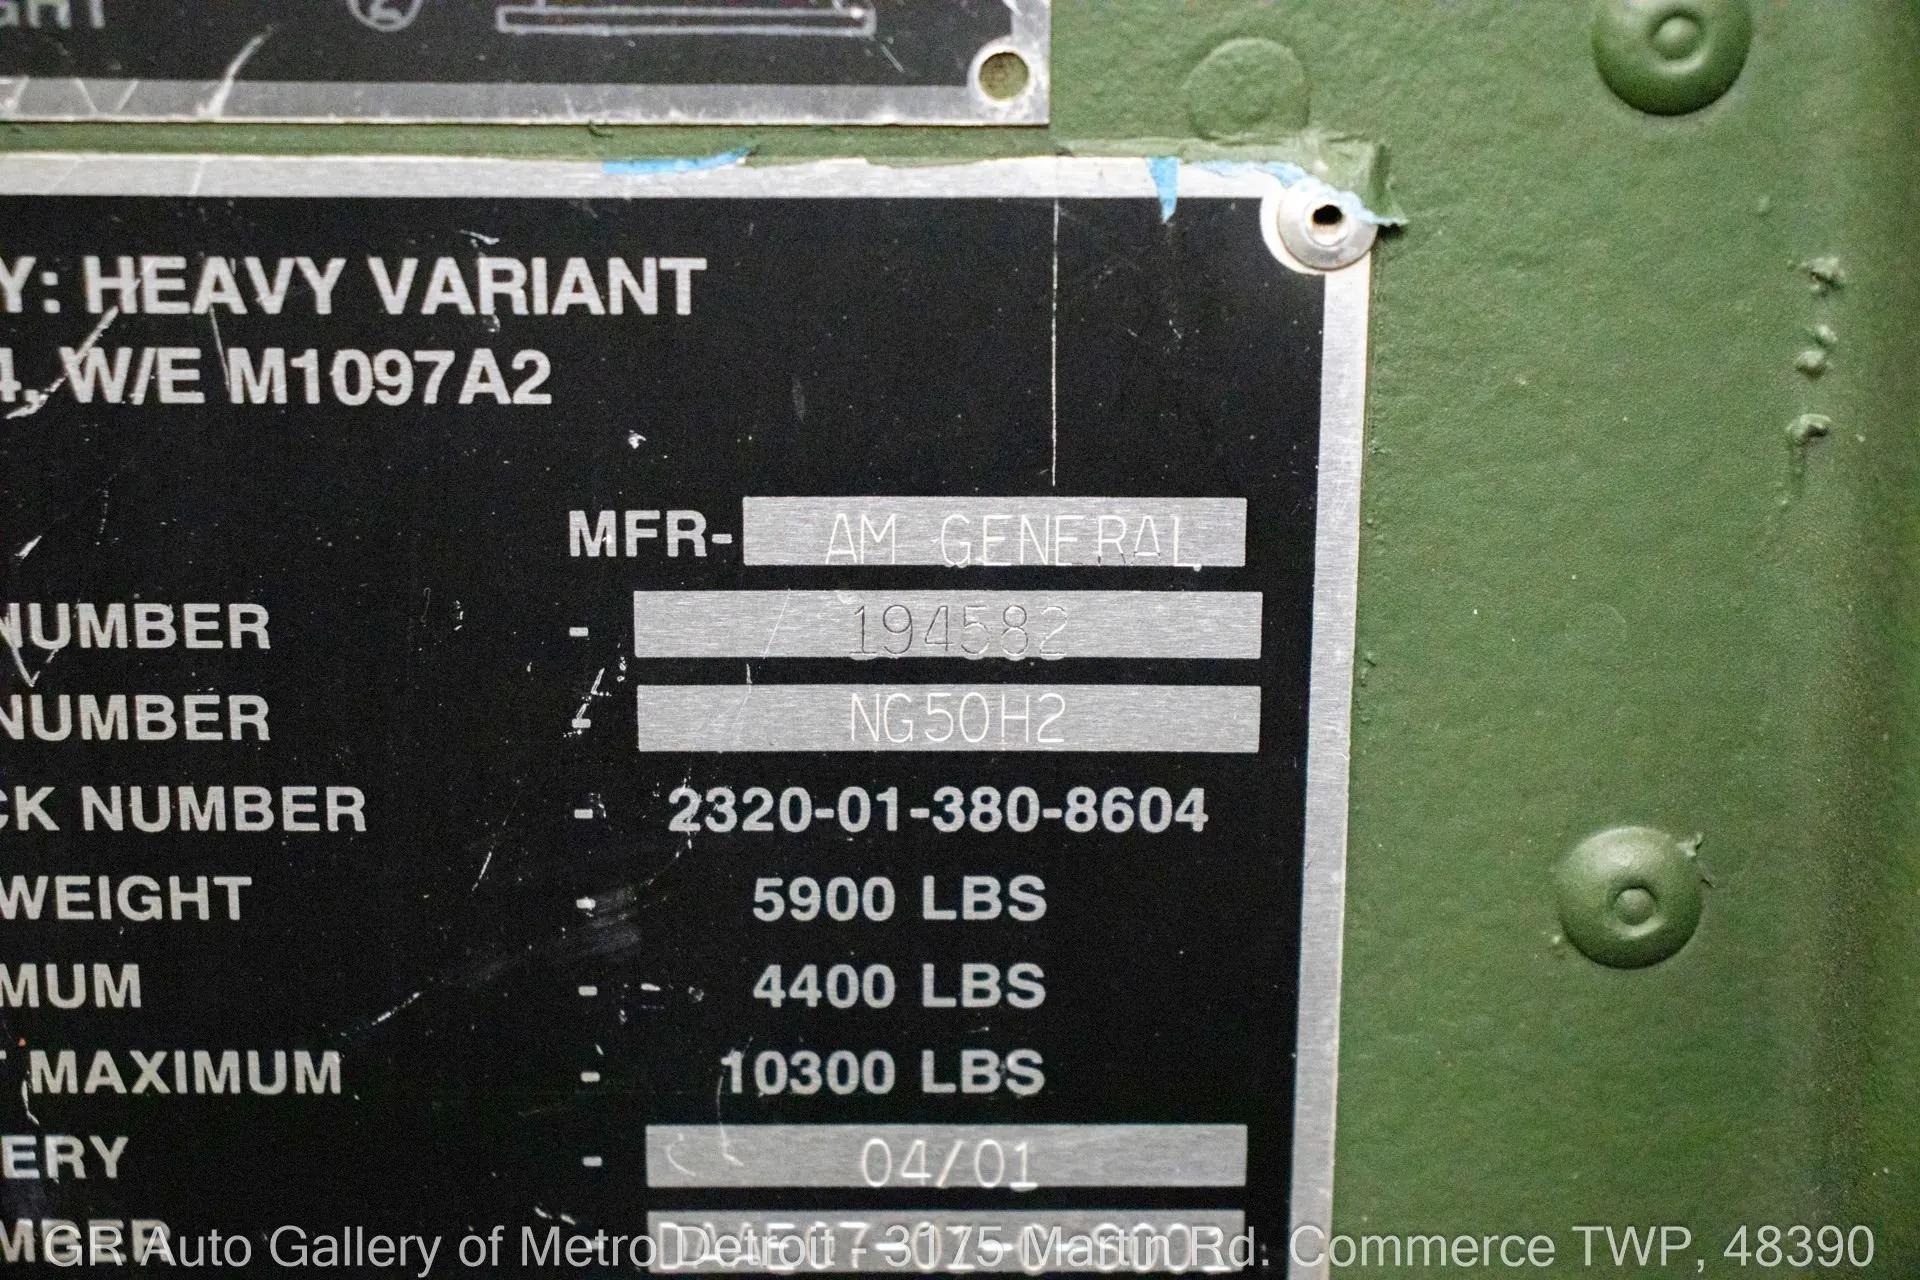 GHT 6
Y: HEAVY VARIANT
4, W/E M1097A2
MFR- AM GENERAL
NUMBER - 194582
NUMBER - NG50H2
CK NUMBER - 2320-01-380-8604
WEIGHT - 5900 LBS
MUM - 4400 LBS
T MAXIMUM - 10300 LBS
ERY - 04/01
GR Auto Gallery of Metro Detroit - 3175 Martin Rd. Commerce TWP, 48390